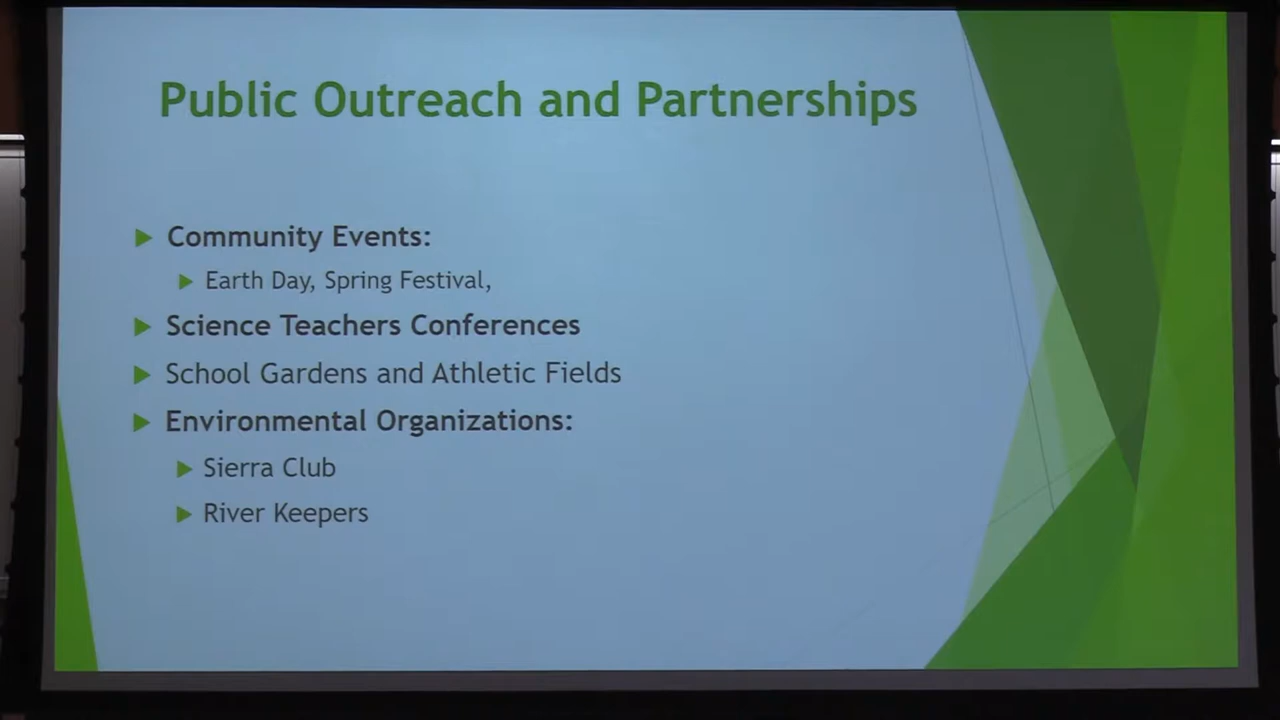 Public Outreach and Partnerships
Community Events:
Earth Day, Spring Festival,
Science Teachers Conferences
School Gardens and Athletic Fields
Environmental Organizations:
Sierra Club
River Keepers